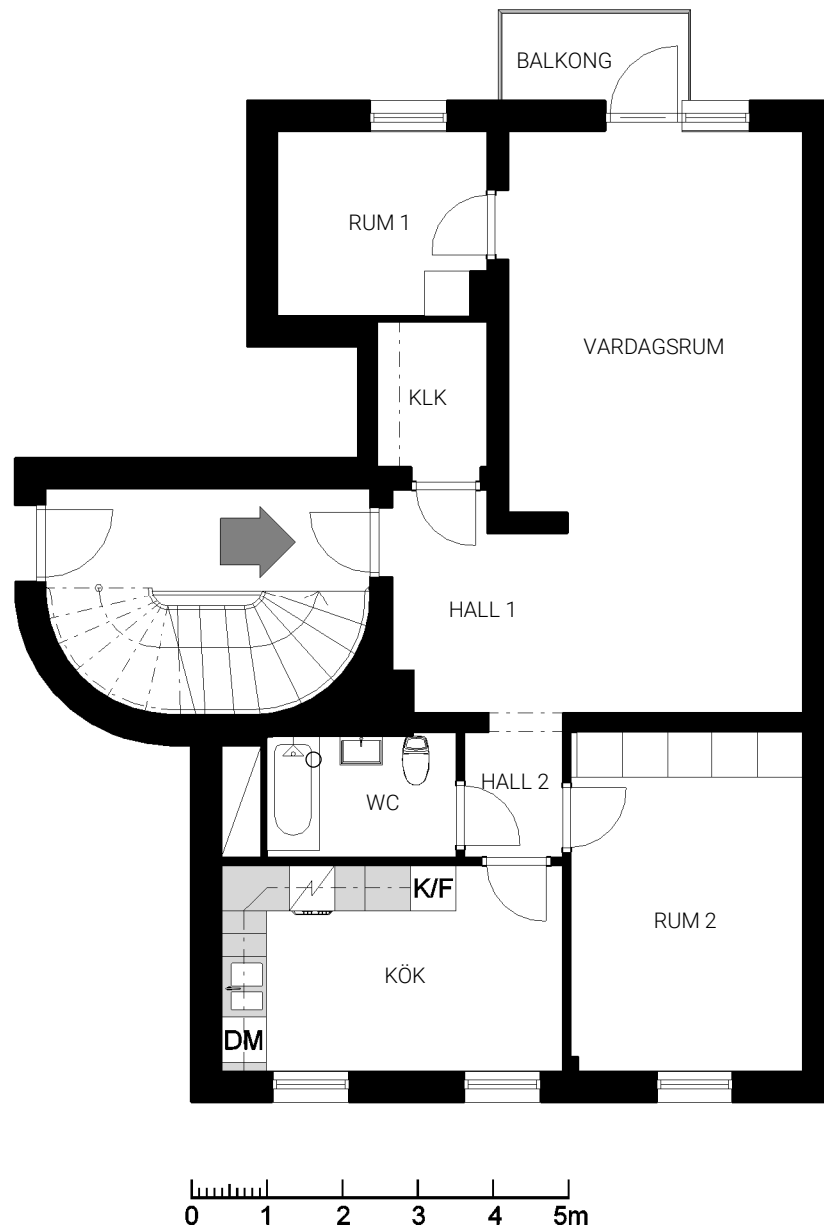 BALKONG
RUM 1
VARDAGSRUM
KLK
HALL 1
HALL 2
WC
K/F
RUM 2
KÖK
DM
0 1 2 3 4 5m